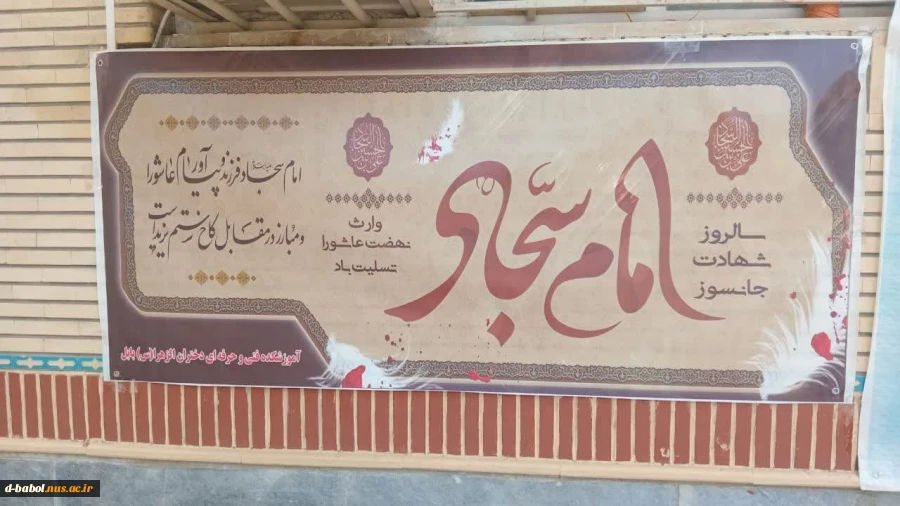 سالروز
شهادت
جانسوز
امام سجاد
وارث
نهضت عاشورا
تسلیت باد
امام سجاد فرزند و پیام آور عاشورا
و مبارز در مقابل کاخ ستم یزید است
آموزشکده فنی و حرفه ای دختران الزهرا(س) بابل
d-babol.nus.ac.ir